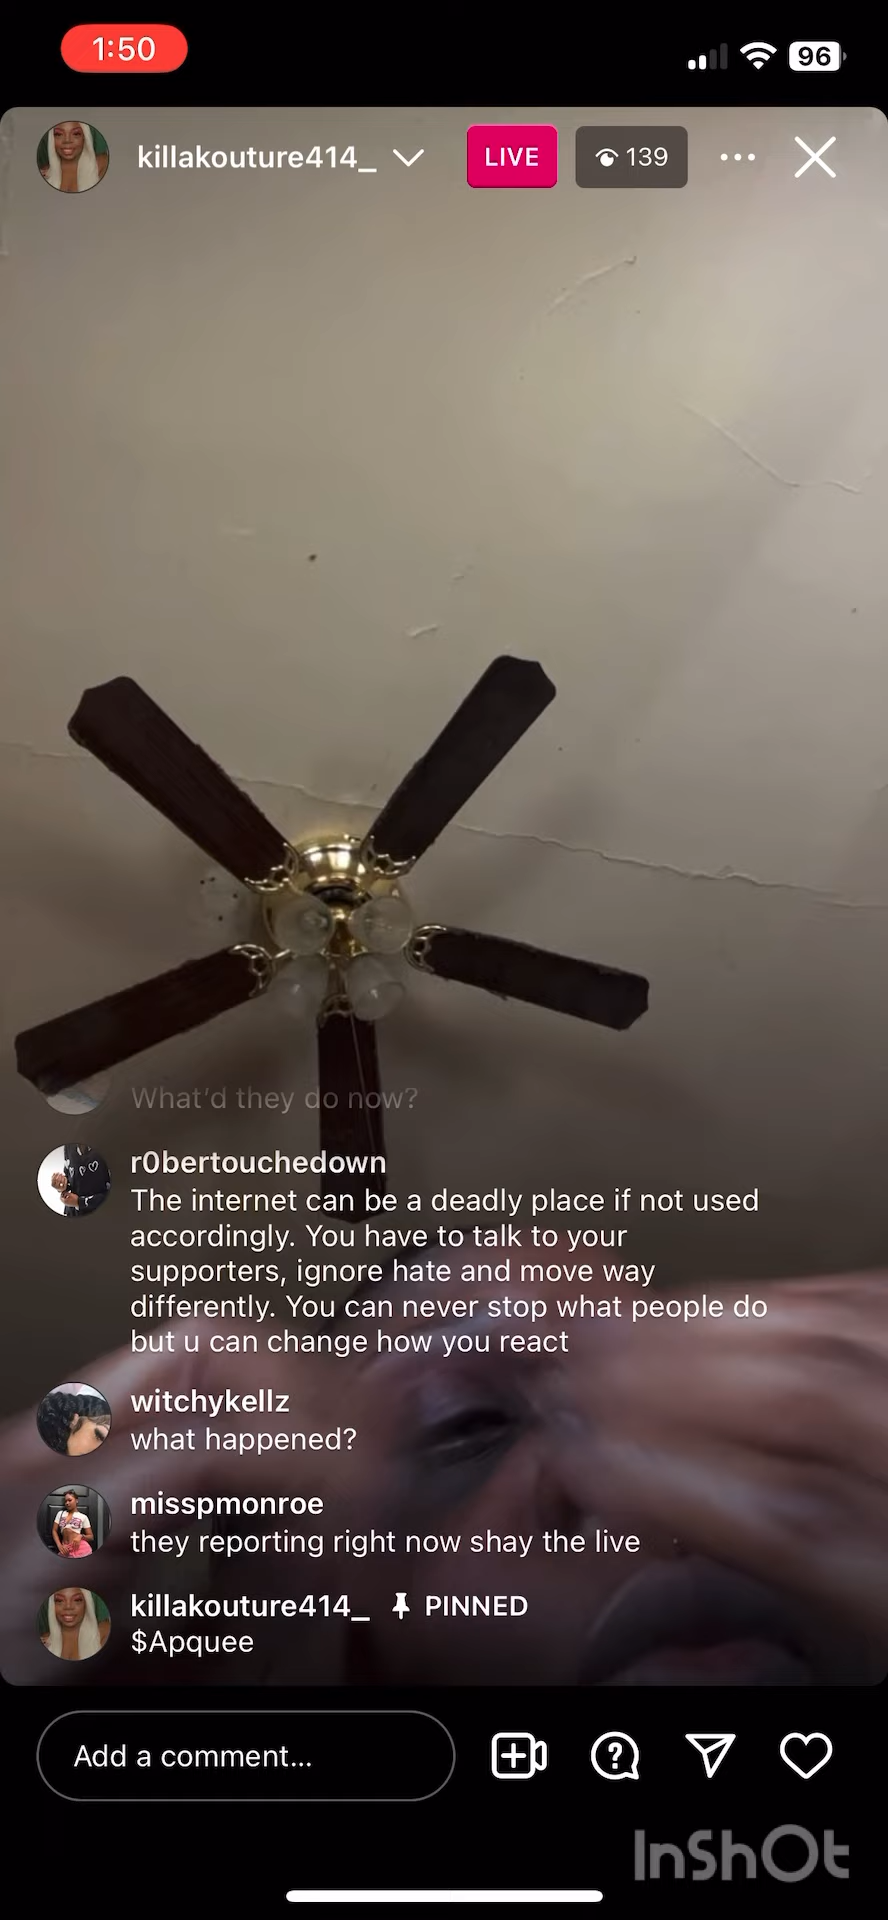 1:50
96
killakouture414_
LIVE
139
What'd they do now?
r0bertouchedown
The internet can be a deadly place if not used
accordingly. You have to talk to your
supporters, ignore hate and move way
differently. You can never stop what people do
but u can change how you react
witchykellz
what happened?
misspmonroe
they reporting right now shay the live
killakouture414_ PINNED
$Apquee
Add a comment...
InShOt